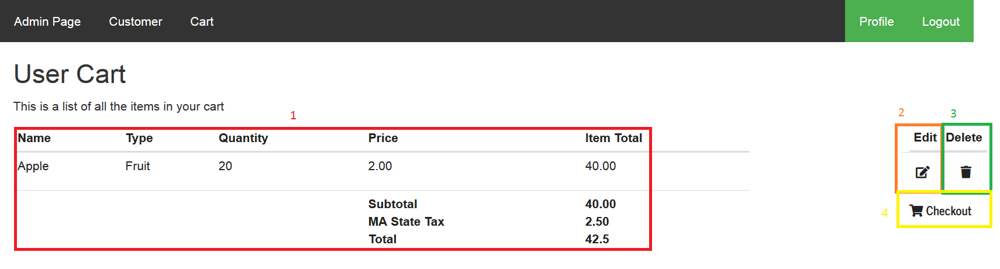 Admin Page Customer Cart Profile Logout
User Cart
This is a list of all the items in your cart
1 2 3
Name Type Quantity Price Item Total Edit Delete
Apple Fruit 20 2.00 40.00
Subtotal 40.00
4 Checkout
MA State Tax 2.50
Total 42.5